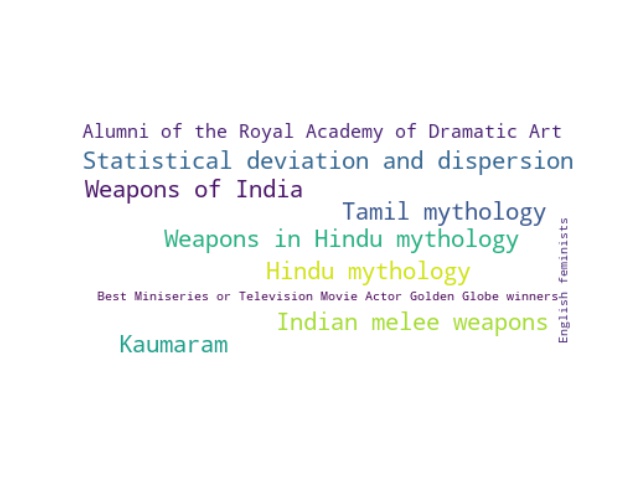 Alumni of the Royal Academy of Dramatic Art
Statistical deviation and dispersion
Weapons of India
Tamil mythology
Weapons in Hindu mythology
Hindu mythology
Best Miniseries or Television Movie Actor Golden Globe winners
Indian melee weapons
Kaumaram
English feminists